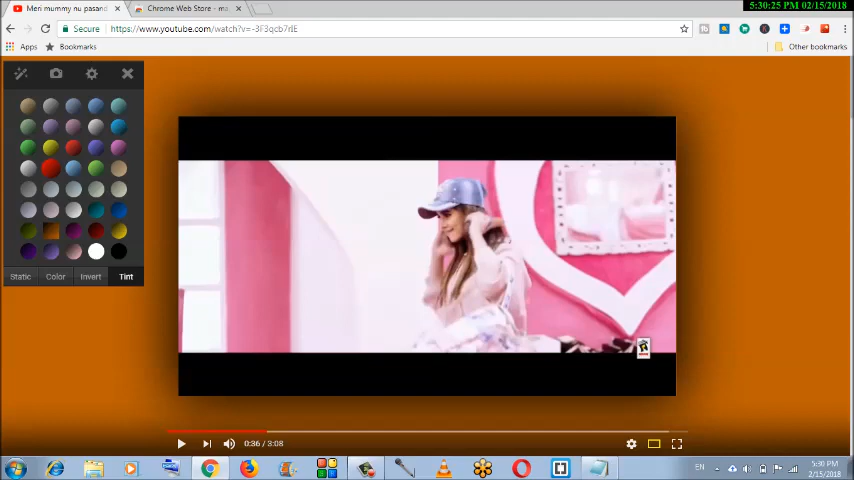 5:30:25 PM 02/15/2018
Meri mummy nu pasand
Chrome Web Store - ma
Secure
https://www.youtube.com/watch?v=-3F3qcb7rIE
Apps
Bookmarks
Other bookmarks
Static
Color
Invert
Tint
0:36 / 3:08
EN
5:30 PM
2/15/2018